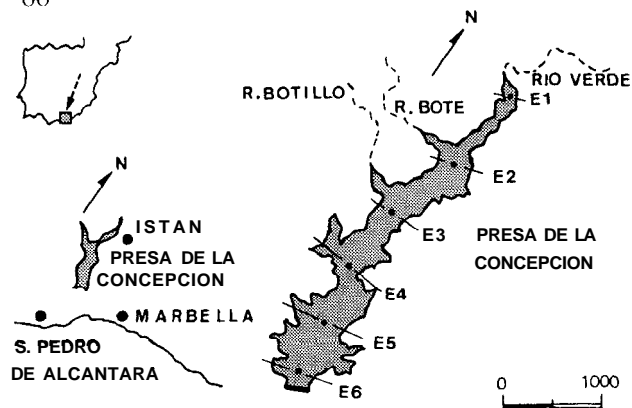 N
RIO VERDE
R. BOTILLO
R. BOTE
E1
E2
E3
E4
E5
E6
PRESA DE LA
CONCEPCION
0 1000
N
ISTAN
PRESA DE LA
CONCEPCION
MARBELLA
S. PEDRO
DE ALCANTARA